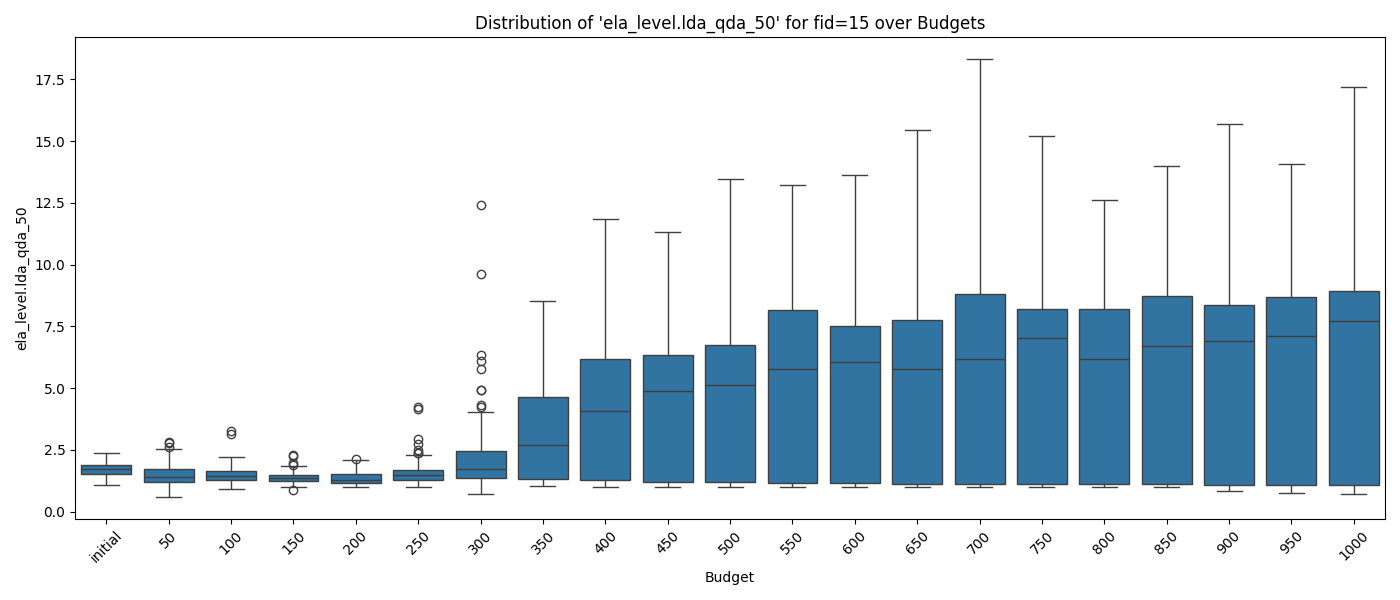 Distribution of 'ela_level.lda_qda_50' for fid=15 over Budgets
ela_level.lda_qda_50
17.5
15.0
12.5
10.0
7.5
5.0
2.5
0.0
initial 50 100 150 200 250 300 350 400 450 500 550 600 650 700 750 800 850 900 950 1000
Budget